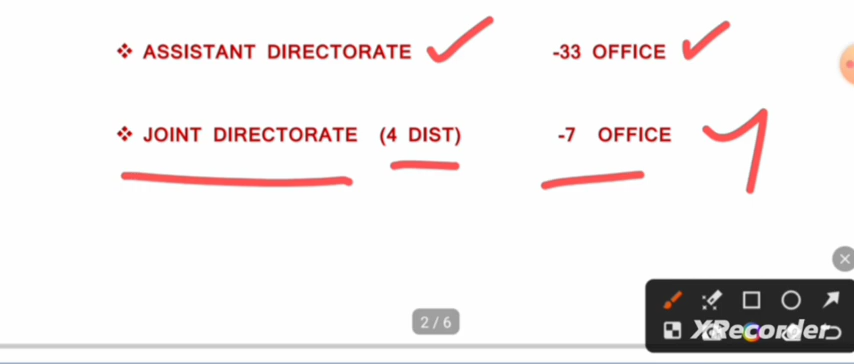 ❖ ASSISTANT DIRECTORATE -33 OFFICE
❖ JOINT DIRECTORATE (4 DIST) -7 OFFICE
2 / 6
XRecorder